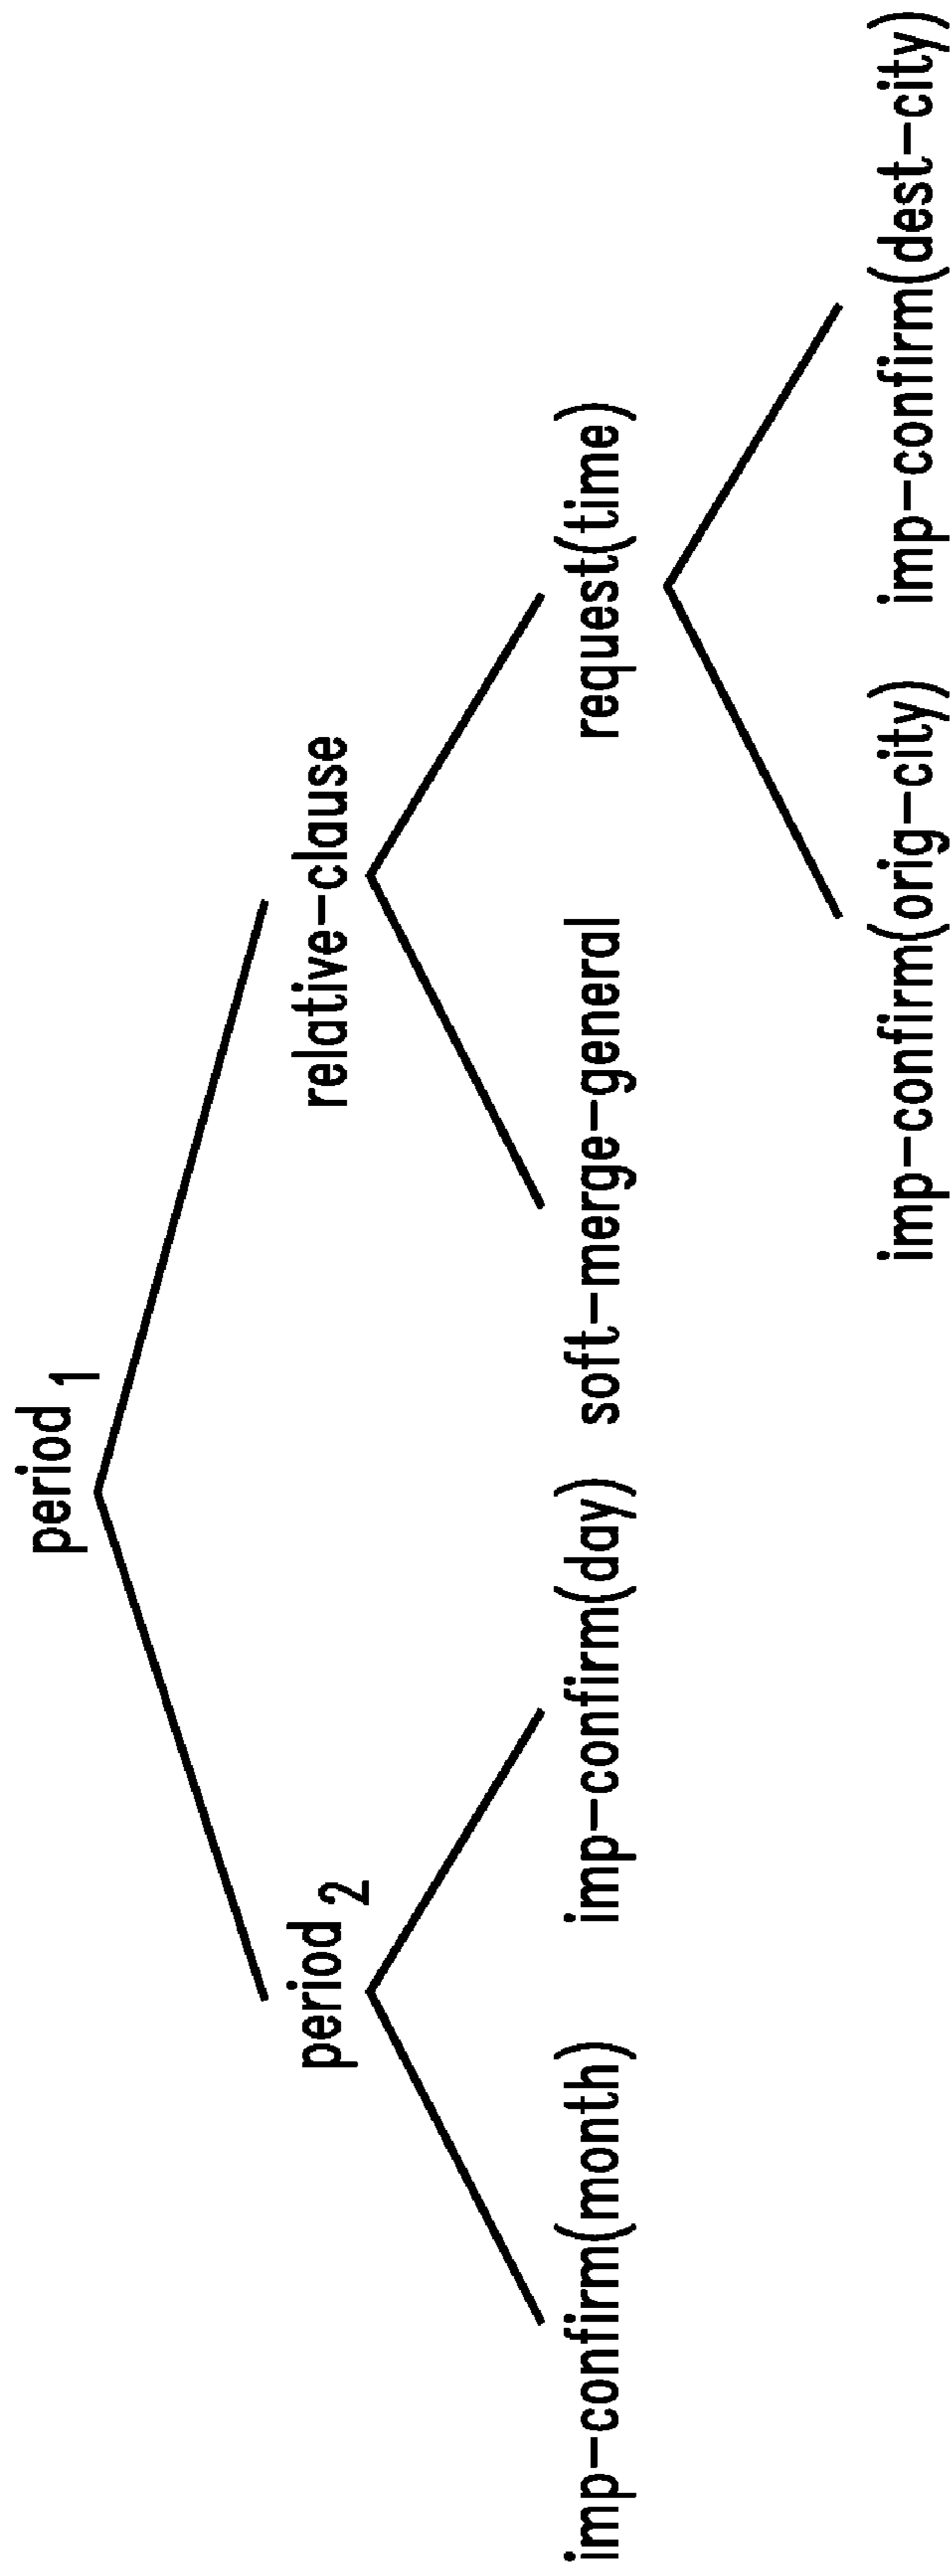 period 1
period 2 relative-clause
imp-confirm(month) imp-confirm(day) soft-merge-general request(time)
imp-confirm(orig-city) imp-confirm(dest-city)